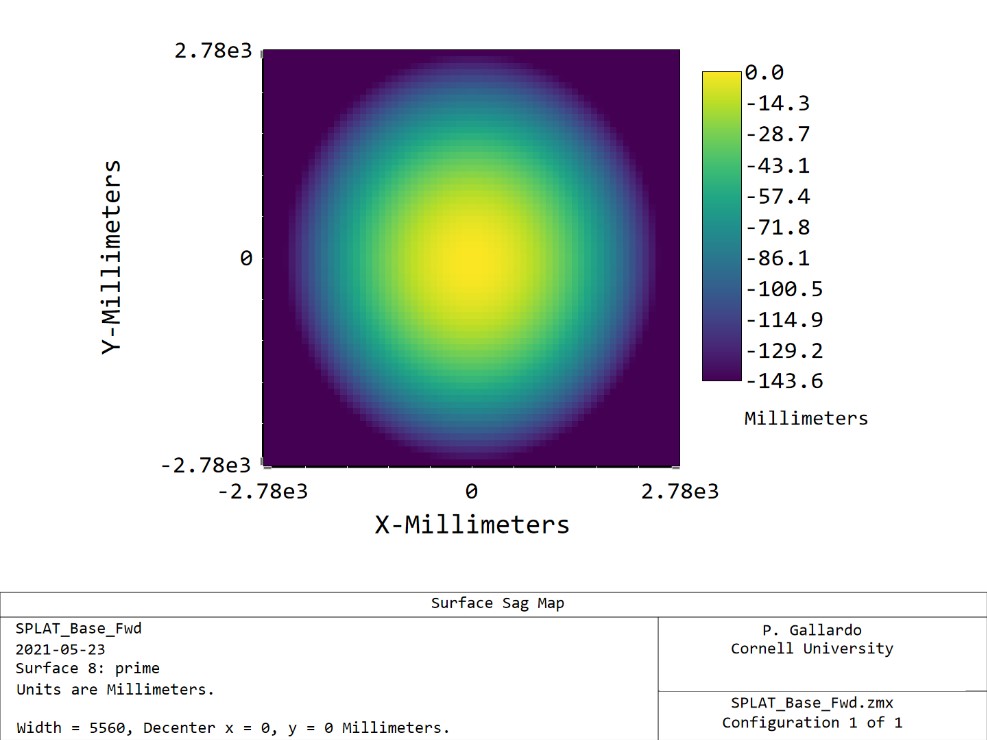 2.78e3
0
-2.78e3
Y-Millimeters
-2.78e3 0 2.78e3
X-Millimeters
0.0
-14.3
-28.7
-43.1
-57.4
-71.8
-86.1
-100.5
-114.9
-129.2
-143.6
Millimeters
Surface Sag Map
SPLAT_Base_Fwd
2021-05-23
Surface 8: prime
Units are Millimeters.
Width = 5560, Decenter x = 0, y = 0 Millimeters.
P. Gallardo
Cornell University
SPLAT_Base_Fwd.zmx
Configuration 1 of 1